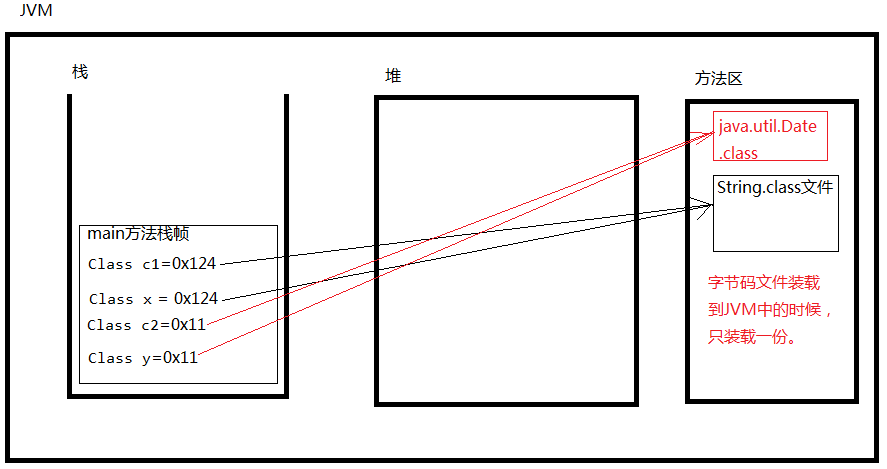 JVM
栈
堆
方法区
java.util.Date
.class
String.class文件
main方法栈帧
Class c1=0x124
Class x = 0x124
Class c2=0x11
Class y=0x11
字节码文件装载
到JVM中的时候，
只装载一份。